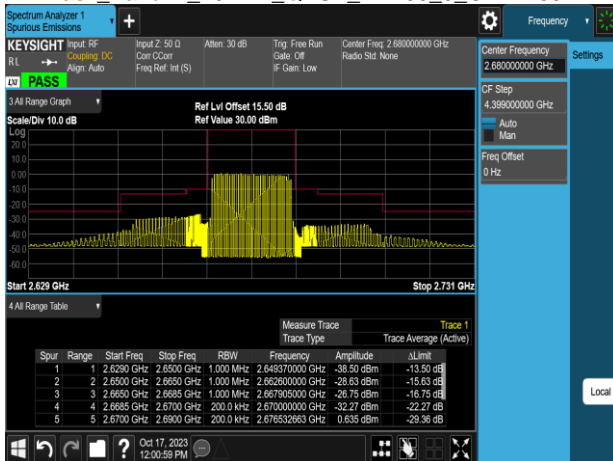 Spectrum Analyzer 1
Spurious Emissions
Frequency
KEYSIGHT
RL
Input: RF
Coupling: DC
Align: Auto
Input Z: 50 Ω
Corr CCorr
Freq Ref: Int (S)
Atten: 30 dB
Trig: Free Run
Gate: Off
IF Gain: Low
Center Freq: 2.680000000 GHz
Radio Std: None
LXI PASS
Center Frequency
2.680000000 GHz
Settings
CF Step
4.399000000 GHz
Auto
Man
Freq Offset
0 Hz
Local
3 All Range Graph
Scale/Div 10.0 dB
Ref Lvl Offset 15.50 dB
Ref Value 30.00 dBm
Log
20.0
10.0
0.00
-10.0
-20.0
-30.0
-40.0
-50.0
-60.0
Start 2.629 GHz
Stop 2.731 GHz
4 All Range Table
Measure Trace Trace 1
Trace Type Trace Average (Active)
Spur Range Start Freq Stop Freq RBW Frequency Amplitude ΔLimit
1 1 2.6290 GHz 2.6500 GHz 1.000 MHz 2.649370000 GHz -38.50 dBm -13.50 dB
2 2 2.6500 GHz 2.6650 GHz 1.000 MHz 2.662600000 GHz -28.63 dBm -15.63 dB
3 3 2.6650 GHz 2.6685 GHz 1.000 MHz 2.667905000 GHz -26.75 dBm -16.75 dB
4 4 2.6685 GHz 2.6700 GHz 200.0 kHz 2.670000000 GHz -32.27 dBm -22.27 dB
5 5 2.6700 GHz 2.6900 GHz 200.0 kHz 2.676532663 GHz 0.635 dBm -29.36 dB
Oct 17, 2023
12:00:59 PM